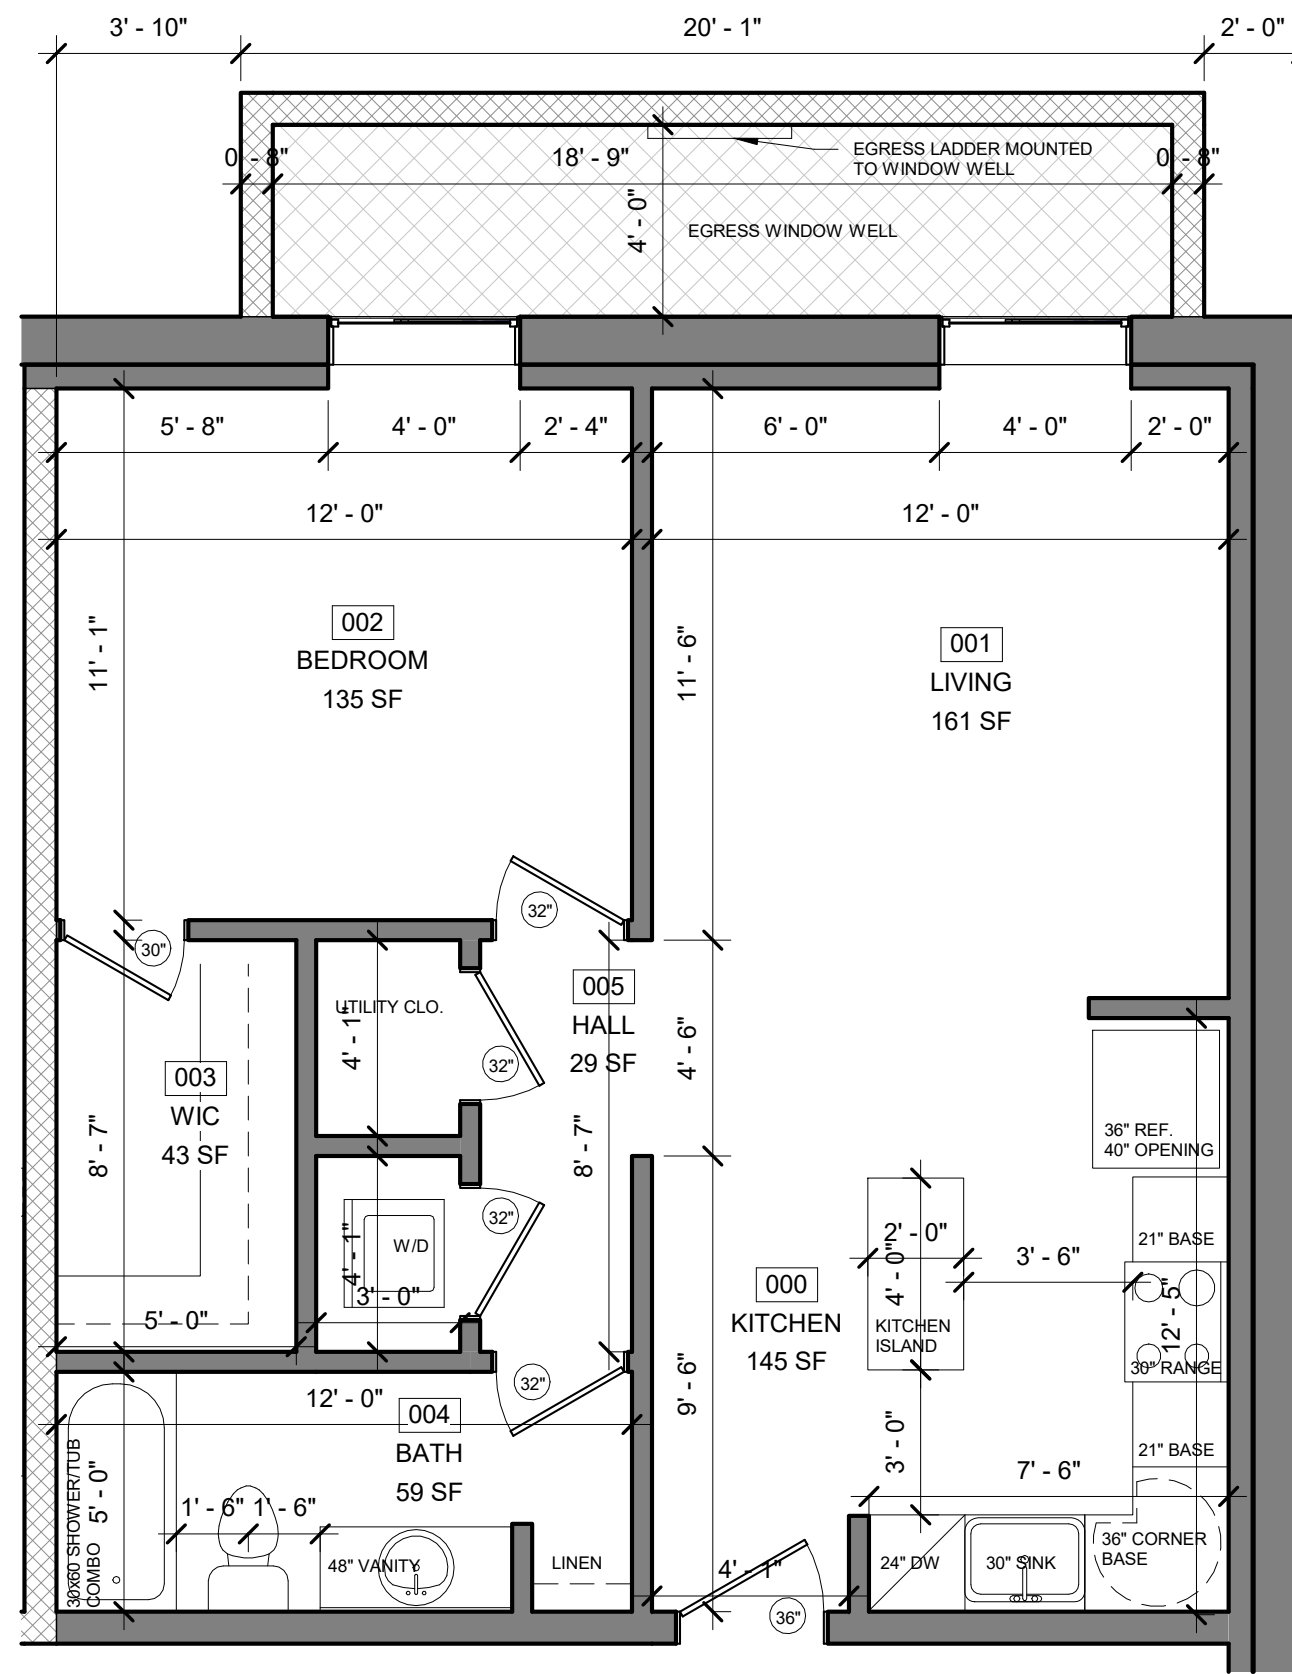 3' - 10"
20' - 1"
2' - 0"
0' - 8"
18' - 9"
EGRESS LADDER MOUNTED
TO WINDOW WELL
0' - 8"
4' - 0"
EGRESS WINDOW WELL
5' - 8"
4' - 0"
2' - 4"
6' - 0"
4' - 0"
2' - 0"
12' - 0"
12' - 0"
11' - 1"
002
BEDROOM
135 SF
11' - 6"
001
LIVING
161 SF
32"
30"
UTILITY CLO.
4' - 1"
005
HALL
29 SF
32"
4' - 6"
003
WIC
43 SF
8' - 7"
8' - 7"
36" REF.
40" OPENING
32"
W/D
4' - 1"
3' - 0"
5' - 0"
2' - 0"
4' - 0"
3' - 6"
21" BASE
000
KITCHEN
145 SF
KITCHEN
ISLAND
12' - 5"
30" RANGE
32"
12' - 0"
004
BATH
59 SF
9' - 6"
3' - 0"
21" BASE
7' - 6"
30x60 SHOWER/TUB
COMBO
5' - 0"
1' - 6"
1' - 6"
48" VANITY
LINEN
4' - 1"
24" DW
30" SINK
36" CORNER
BASE
36"